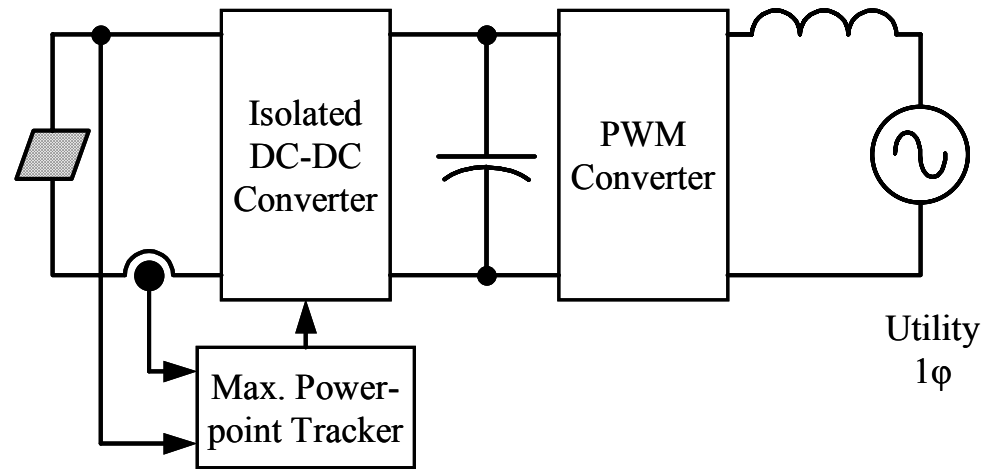 Isolated
DC-DC
Converter
PWM
Converter
Utility
1φ
Max. Power-
point Tracker